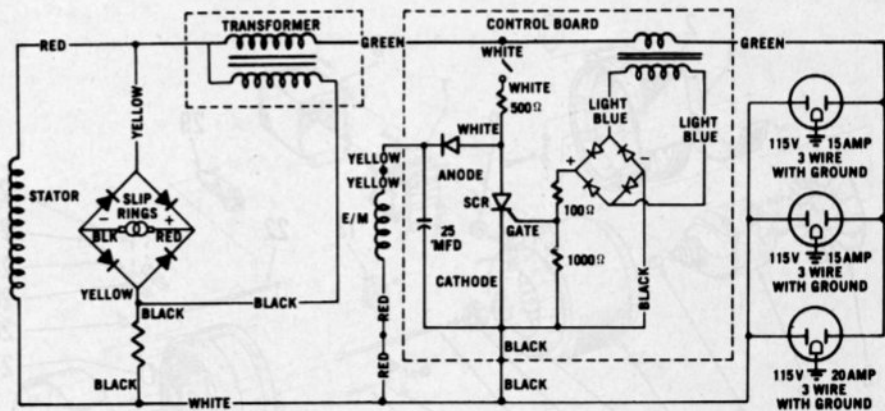 TRANSFORMER
CONTROL BOARD
RED
GREEN
GREEN
WHITE
WHITE
500Ω
LIGHT
BLUE
LIGHT
BLUE
YELLOW
WHITE
YELLOW
YELLOW
ANODE
+
−
115V 15AMP
3 WIRE
WITH GROUND
STATOR
SLIP
RINGS
−
+
BLK
RED
E/M
SCR
100Ω
GATE
25
MFD
1000Ω
BLACK
115V 15AMP
3 WIRE
WITH GROUND
YELLOW
BLACK
BLACK
CATHODE
RED
BLACK
BLACK
RED
BLACK
WHITE
115V 20AMP
3 WIRE
WITH GROUND